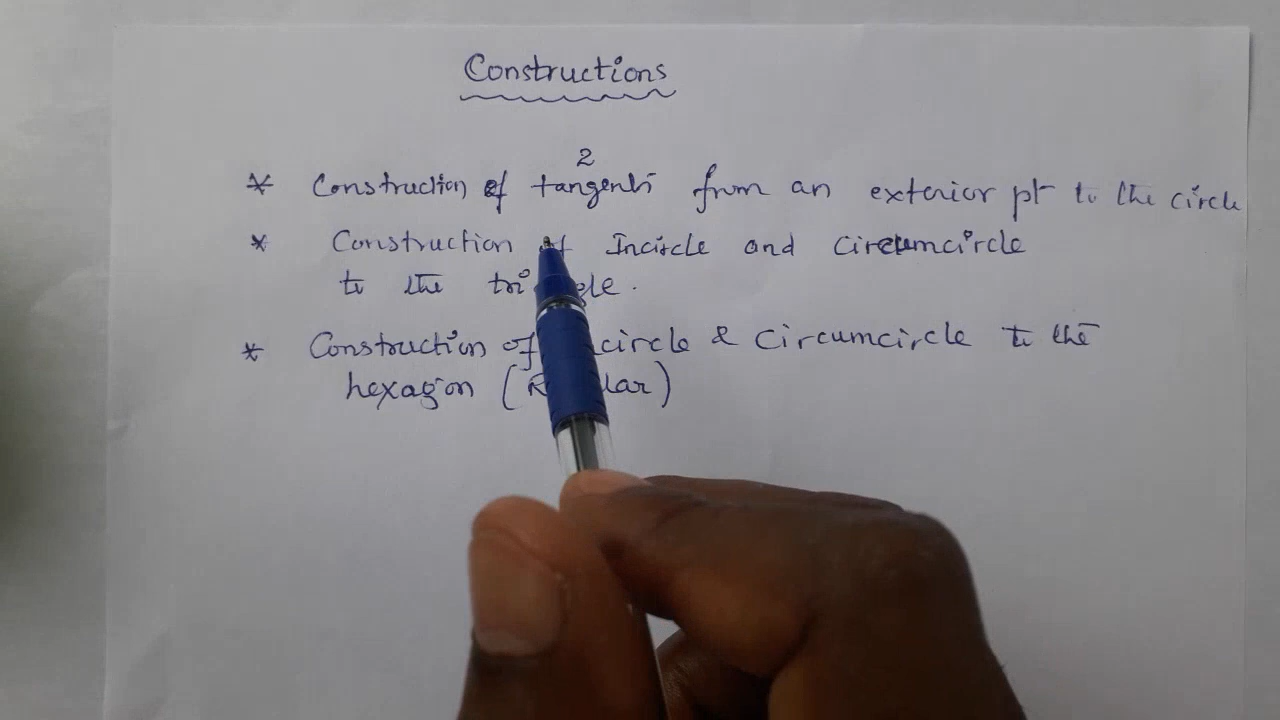 Constructions
2
* Construction of tangents from an exterior pt to the circle
* Construction of Incircle and Circumcircle
to the
* Construction of circle & Circumcircle to the
hexagon (